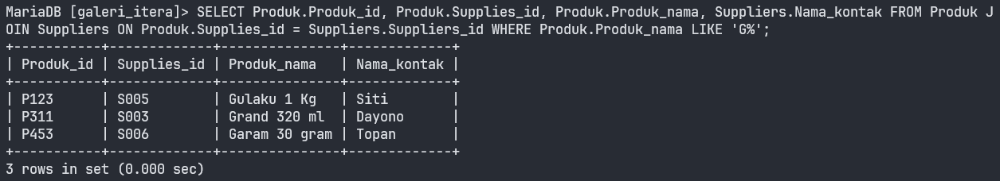 MariaDB [galeri_itera]> SELECT Produk.Produk_id, Produk.Supplies_id, Produk.Produk_nama, Suppliers.Nama_kontak FROM Produk J
OIN Suppliers ON Produk.Supplies_id = Suppliers.Suppliers_id WHERE Produk.Produk_nama LIKE 'G%';
+-----------+-------------+---------------+-------------+
| Produk_id | Supplies_id | Produk_nama   | Nama_kontak |
+-----------+-------------+---------------+-------------+
| P123      | S005        | Gulaku 1 Kg   | Siti        |
| P311      | S003        | Grand 320 ml  | Dayono      |
| P453      | S006        | Garam 30 gram | Topan       |
+-----------+-------------+---------------+-------------+
3 rows in set (0.000 sec)